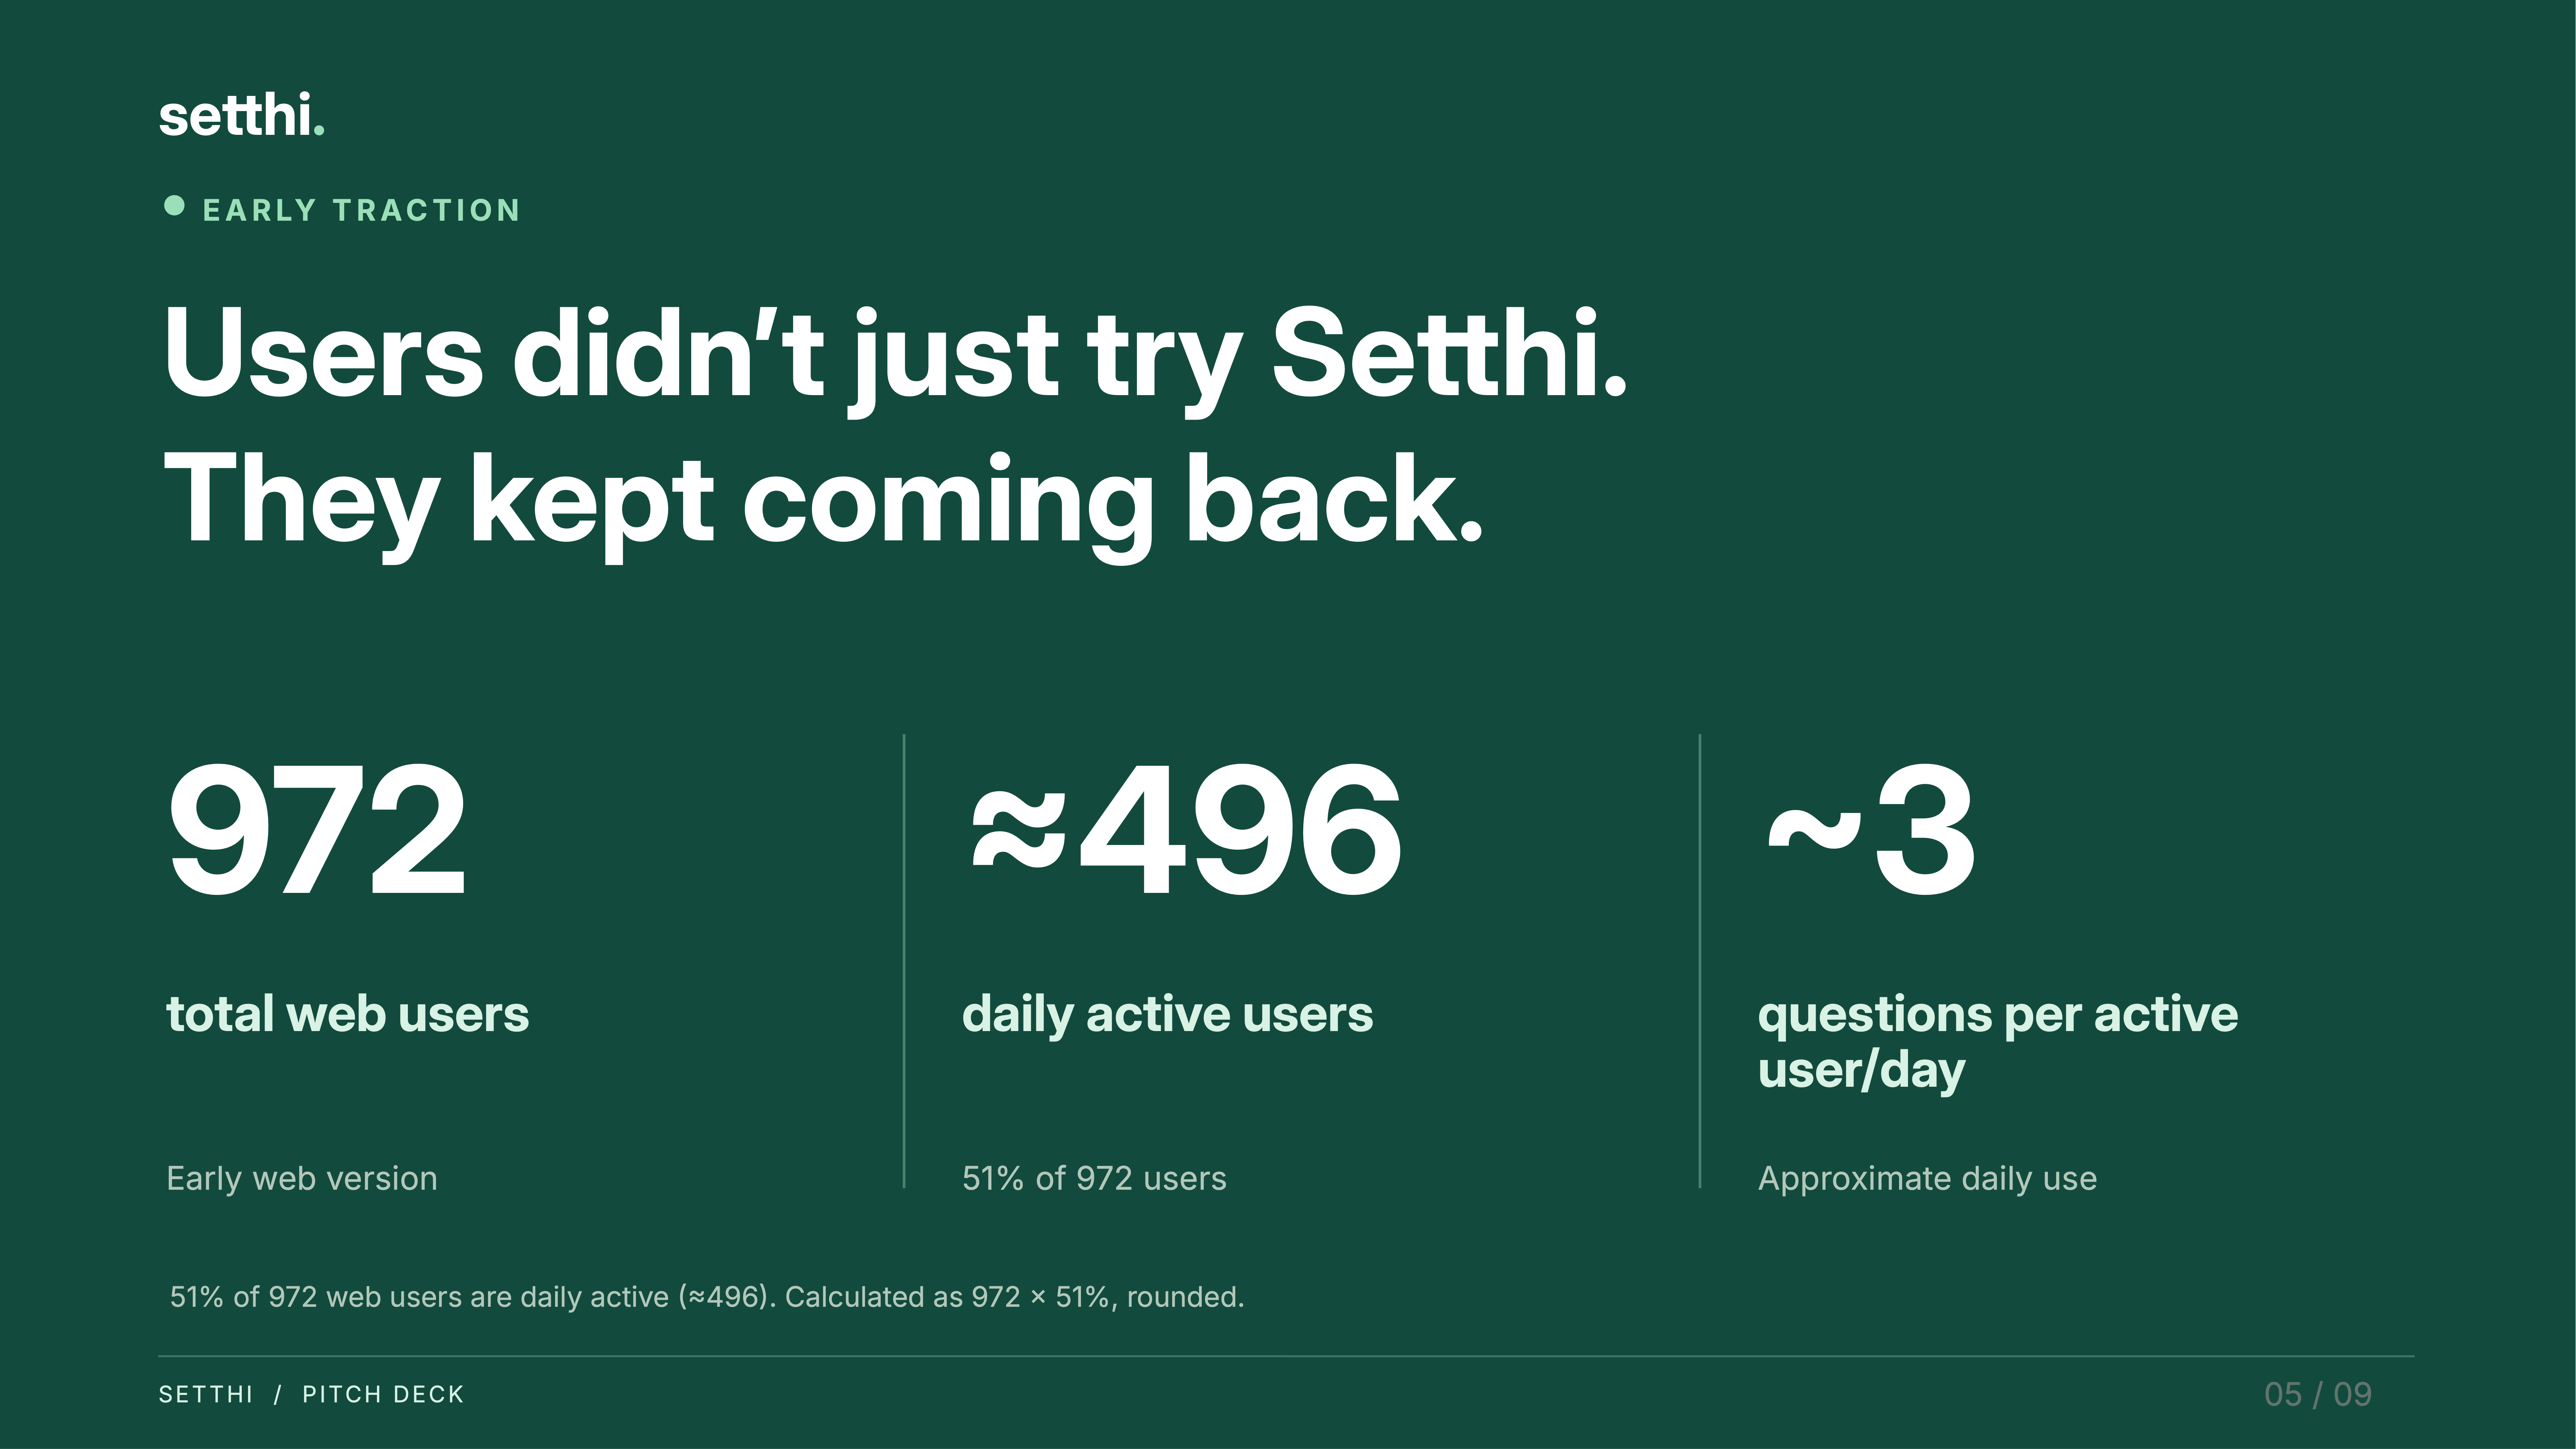 setthi.
EARLY TRACTION
Users didn’t just try Setthi.
They kept coming back.
972
total web users
Early web version
≈496
daily active users
51% of 972 users
~3
questions per active
user/day
Approximate daily use
51% of 972 web users are daily active (≈496). Calculated as 972 × 51%, rounded.
SETTHI / PITCH DECK
05 / 09